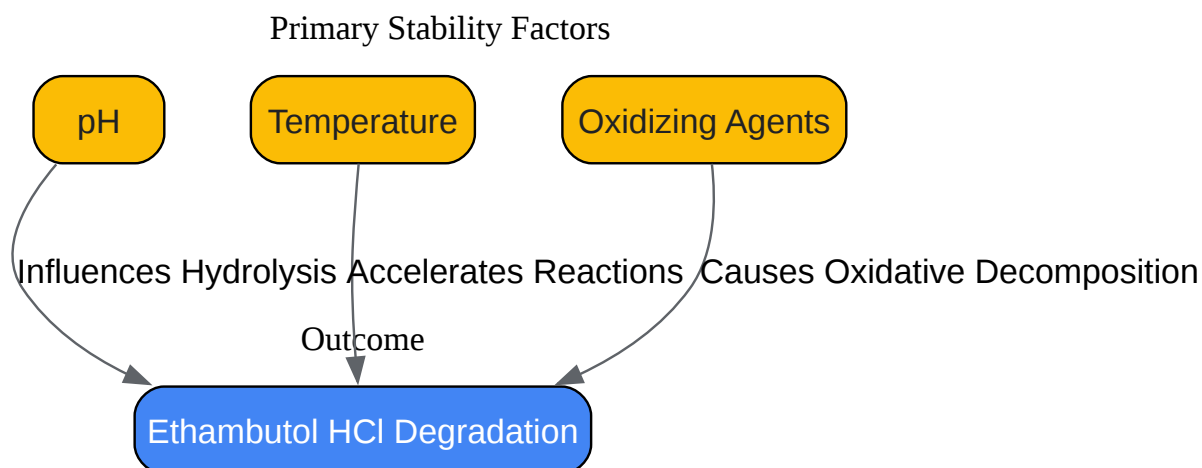 Primary Stability Factors
pH
Temperature
Oxidizing Agents
Influences Hydrolysis
Accelerates Reactions
Causes Oxidative Decomposition
Outcome
Ethambutol HCl Degradation